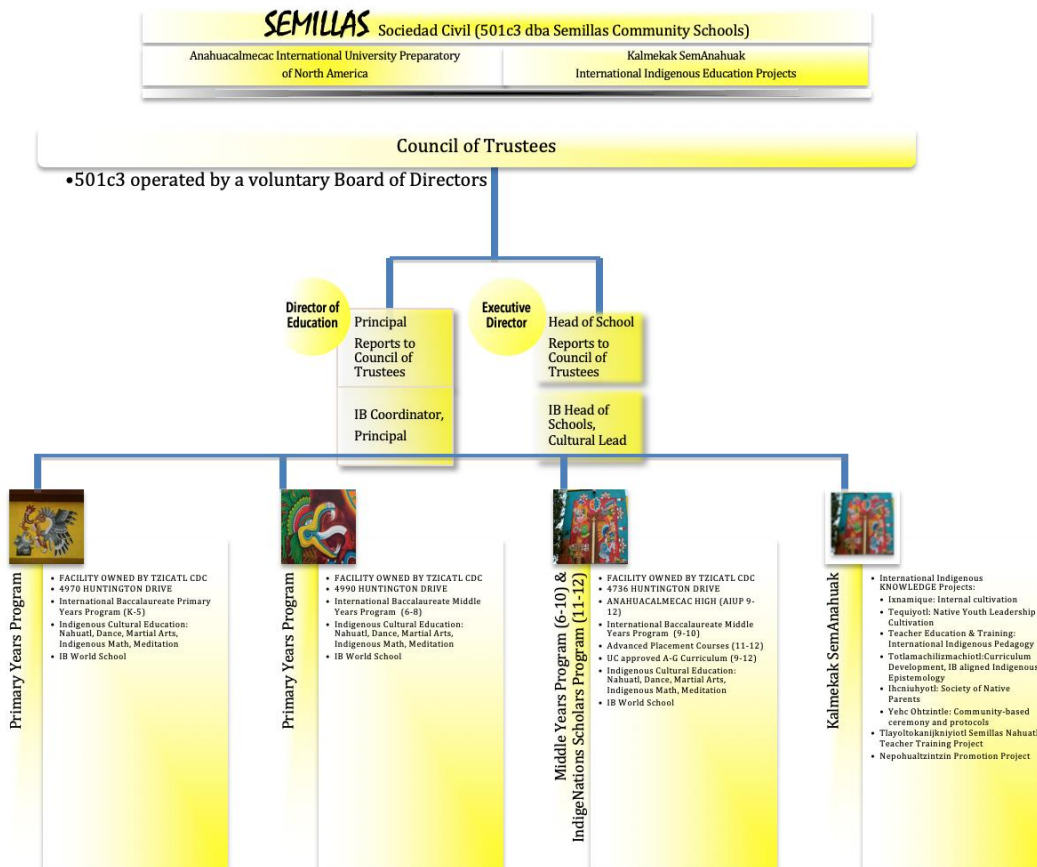 SEMILLAS Sociedad Civil (501c3 dba Semillas Community Schools)
Anahuacalmecac International University Preparatory
of North America
Kalmekak SemAnahuak
International Indigenous Education Projects
Council of Trustees
•501c3 operated by a voluntary Board of Directors
Director of
Education
Principal
Reports to
Council of
Trustees
IB Coordinator,
Principal
Executive
Director
Head of School
Reports to
Council of
Trustees
IB Head of
Schools,
Cultural Lead
Primary Years Program
• FACILITY OWNED BY TZICATL CDC
• 4970 HUNTINGTON DRIVE
• International Baccalaureate Primary
Years Program (K-5)
• Indigenous Cultural Education:
Nahuatl, Dance, Martial Arts,
Indigenous Math, Meditation
• IB World School
Primary Years Program
• FACILITY OWNED BY TZICATL CDC
• 4990 HUNTINGTON DRIVE
• International Baccalaureate Middle
Years Program (6-8)
• Indigenous Cultural Education:
Nahuatl, Dance, Martial Arts,
Indigenous Math, Meditation
• IB World School
Middle Years Program (6-10) &
IndigeNations Scholars Program (11-12)
• FACILITY OWNED BY TZICATL CDC
• 4736 HUNTINGTON DRIVE
• ANAHUACALMECAC HIGH (AIUP 9-
12)
• International Baccalaureate Middle
Years Program (9-10)
• Advanced Placement Courses (11-12)
• UC approved A-G Curriculum (9-12)
• Indigenous Cultural Education:
Nahuatl, Dance, Martial Arts,
Indigenous Math, Meditation
• IB World School
Kalmekak SemAnahuak
• International Indigenous
KNOWLEDGE Projects:
• Ixnamique: Internal cultivation
• Tequiyotl: Native Youth Leadership
Cultivation
• Teacher Education & Training:
International Indigenous Pedagogy
• Totlamachilizmachiotl:Curriculum
Development, IB aligned Indigenous
Epistemology
• Ihcniuhyotl: Society of Native
Parents
• Yehc Ohtzintle: Community-based
ceremony and protocols
• Tlayoltokanijkniyiotl Semillas Nahuatl
Teacher Training Project
• Nepohualtzintzin Promotion Project